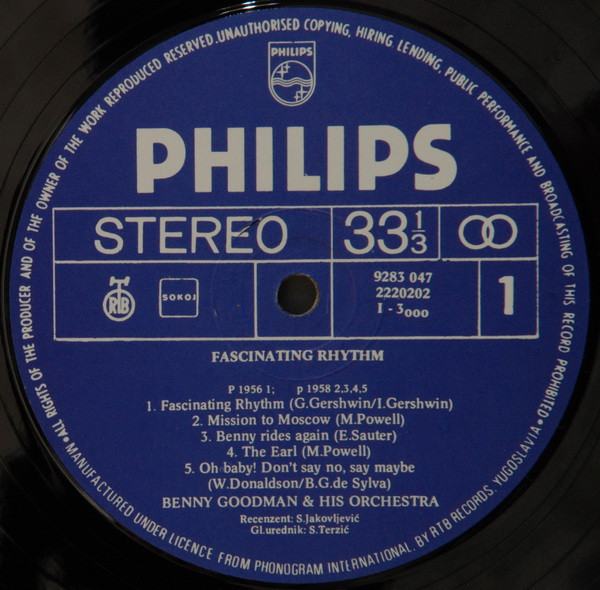 ALL RIGHTS OF THE PRODUCER AND OF THE OWNER OF THE WORK REPRODUCED RESERVED. UNAUTHORISED COPYING, HIRING, LENDING, PUBLIC PERFORMANCE AND BROADCASTING OF THIS RECORD PROHIBITED •
PHILIPS
PHILIPS
STEREO 33 1/3
RTB SOKOJ
9283 047
2220202
1 - 3000
1
FASCINATING RHYTHM
P 1956 1; p 1958 2,3,4,5
1. Fascinating Rhythm (G.Gershwin/I.Gershwin)
2. Mission to Moscow (M.Powell)
3. Benny rides again (E.Sauter)
4. The Earl (M.Powell)
5. Oh baby! Don't say no, say maybe
(W.Donaldson/B.G.de Sylva)
BENNY GOODMAN & HIS ORCHESTRA
Recenzent: S.Jakovljević
Gl.urednik: S.Terzić
• MANUFACTURED UNDER LICENCE FROM PHONOGRAM INTERNATIONAL. BY RTB RECORDS. YUGOSLAVIA •